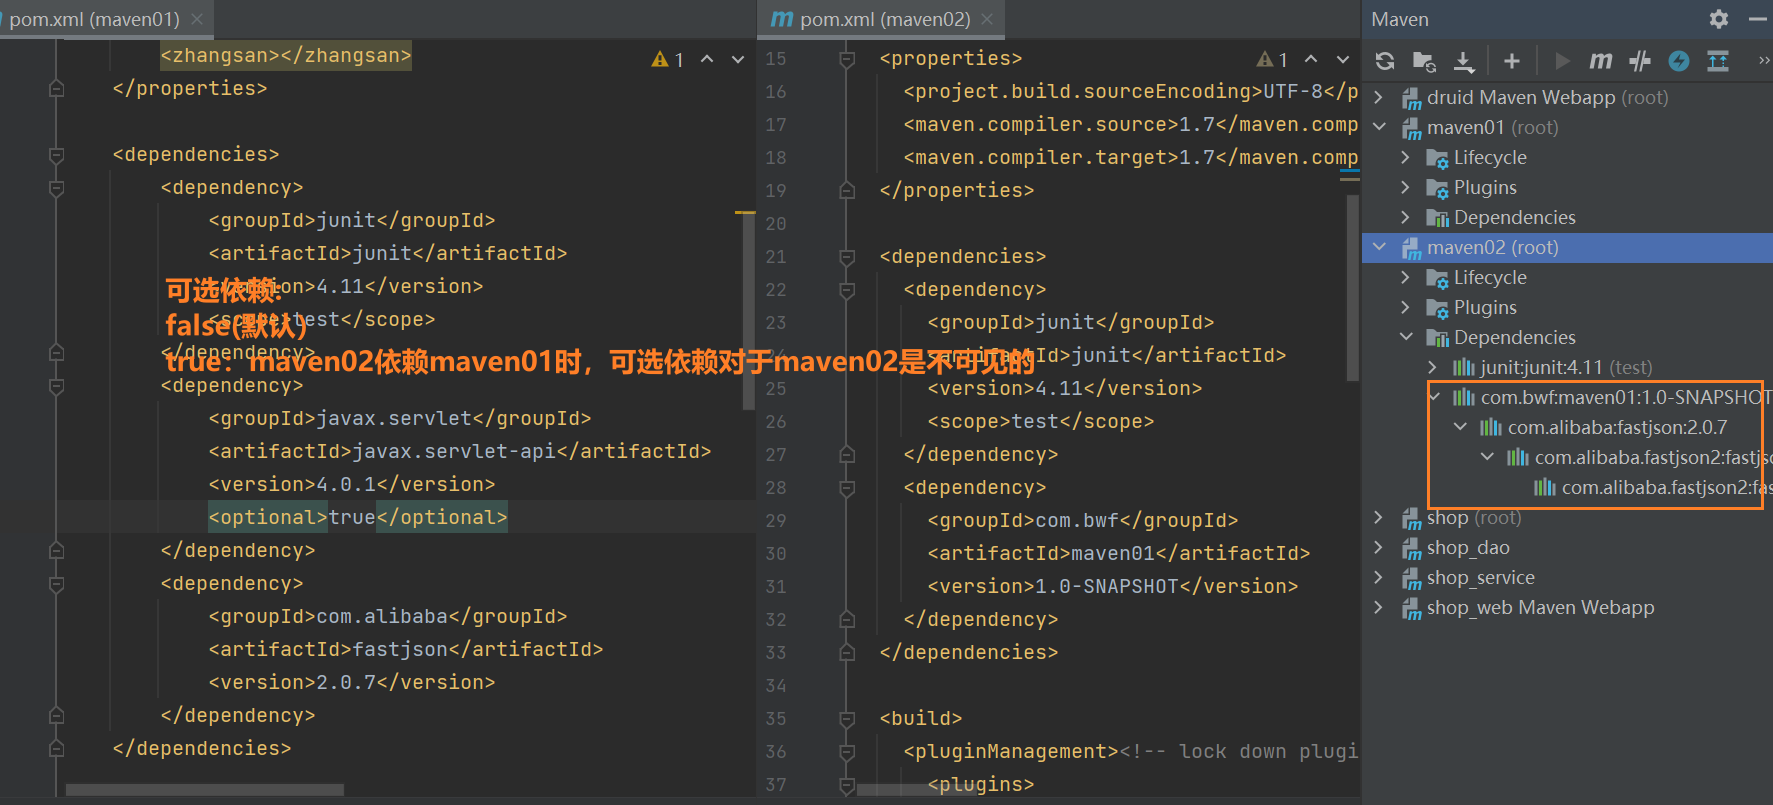 pom.xml (maven01)
<zhangsan></zhangsan>
1
</properties>
<dependencies>
<dependency>
<groupId>junit</groupId>
<artifactId>junit</artifactId>
<version>4.11</version>
<scope>test</scope>
</dependency>
<dependency>
<groupId>javax.servlet</groupId>
<artifactId>javax.servlet-api</artifactId>
<version>4.0.1</version>
<optional>true</optional>
</dependency>
<dependency>
<groupId>com.alibaba</groupId>
<artifactId>fastjson</artifactId>
<version>2.0.7</version>
</dependency>
</dependencies>
可选依赖:
false(默认)
true：maven02依赖maven01时，可选依赖对于maven02是不可见的
pom.xml (maven02)
1
15 <properties>
16 <project.build.sourceEncoding>UTF-8</p
17 <maven.compiler.source>1.7</maven.comp
18 <maven.compiler.target>1.7</maven.comp
19 </properties>
20
21 <dependencies>
22 <dependency>
23 <groupId>junit</groupId>
24 <artifactId>junit</artifactId>
25 <version>4.11</version>
26 <scope>test</scope>
27 </dependency>
28 <dependency>
29 <groupId>com.bwf</groupId>
30 <artifactId>maven01</artifactId>
31 <version>1.0-SNAPSHOT</version>
32 </dependency>
33 </dependencies>
34
35 <build>
36 <pluginManagement><!-- lock down plugi
37 <plugins>
Maven
druid Maven Webapp (root)
maven01 (root)
Lifecycle
Plugins
Dependencies
maven02 (root)
Lifecycle
Plugins
Dependencies
junit:junit:4.11 (test)
com.bwf:maven01:1.0-SNAPSHOT
com.alibaba:fastjson:2.0.7
com.alibaba.fastjson2:fastjso
com.alibaba.fastjson2:fas
shop (root)
shop_dao
shop_service
shop_web Maven Webapp